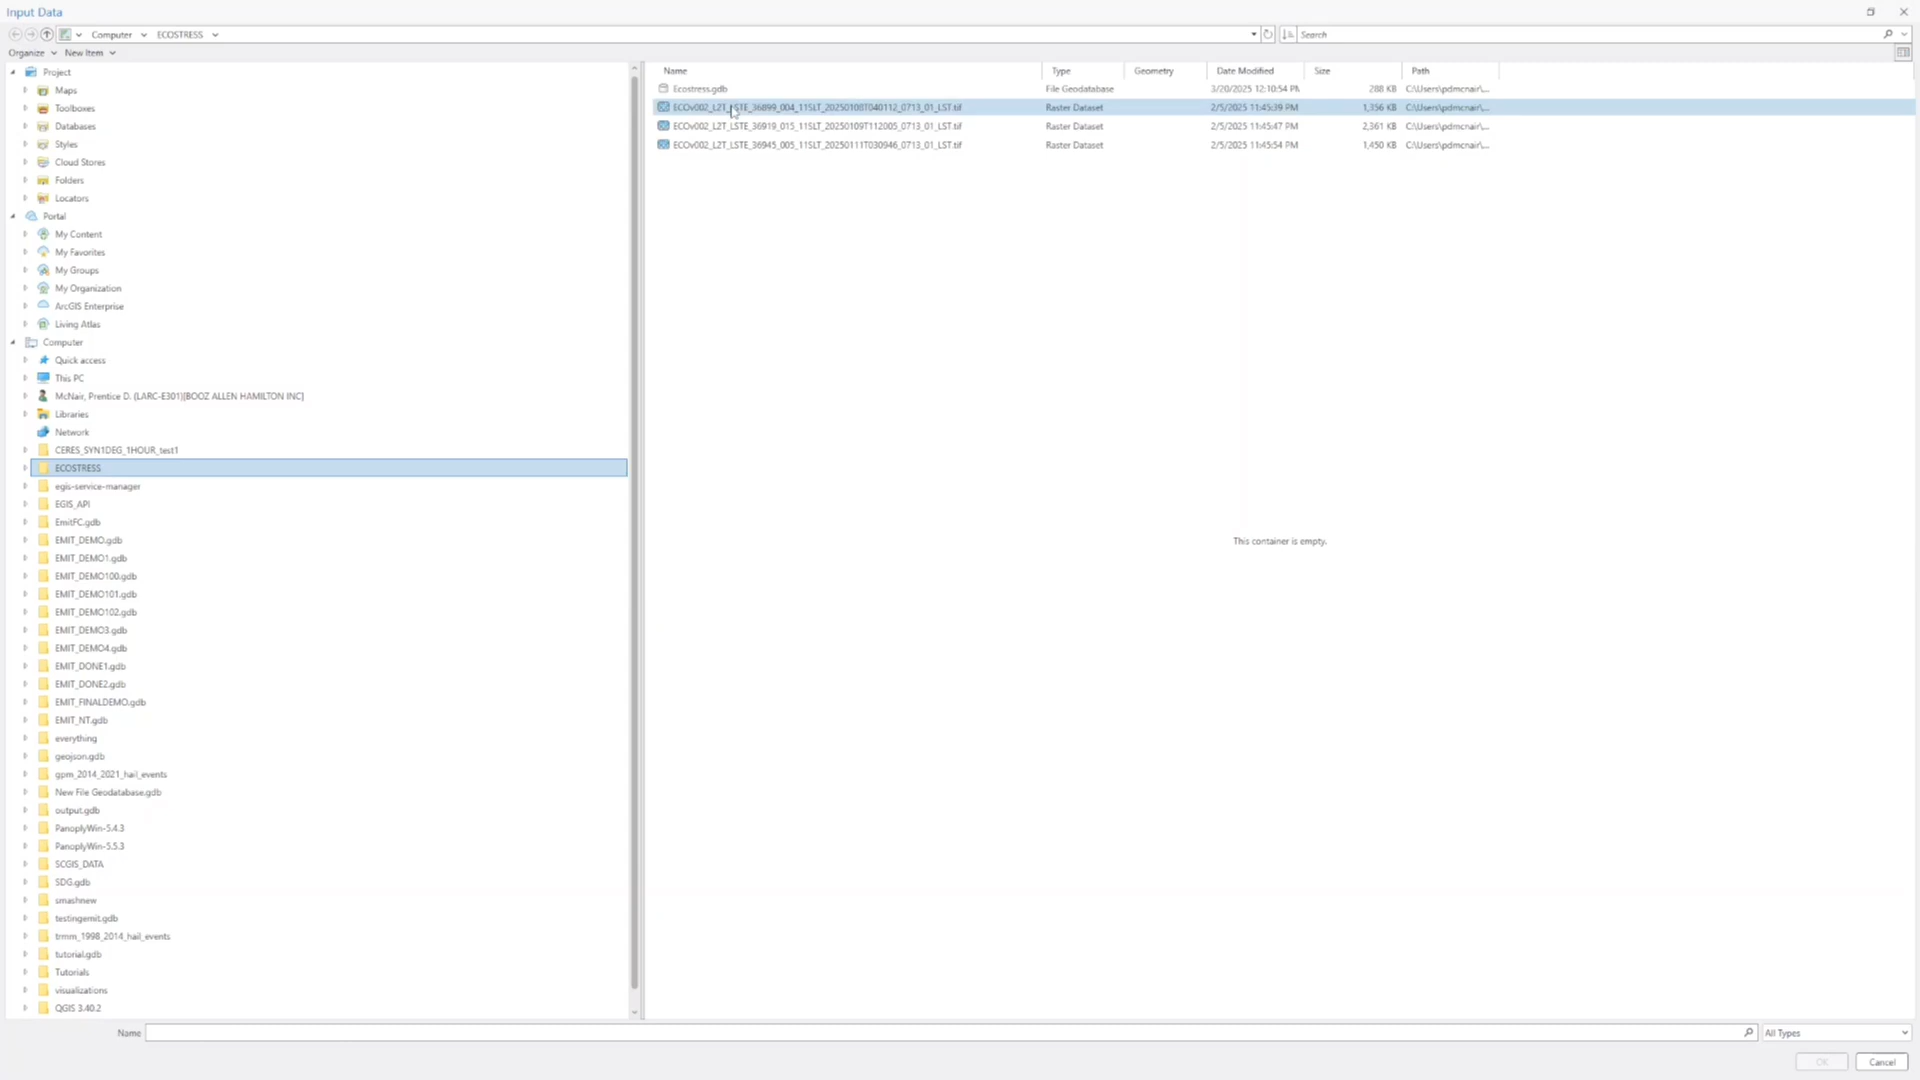 Input Data
Computer ECOSTRESS Search
Organize New Item
Project
Maps
Toolboxes
Databases
Styles
Cloud Stores
Folders
Locators
Portal
My Content
My Favorites
My Groups
My Organization
ArcGIS Enterprise
Living Atlas
Computer
Quick access
This PC
McNair, Prentice D. (LARC-E301)[BOOZ ALLEN HAMILTON INC]
Libraries
Network
CERES_SYN1DEG_1HOUR_test1
ECOSTRESS
egis-service-manager
EGIS_API
EmitFC.gdb
EMIT_DEMO.gdb
EMIT_DEMO1.gdb
EMIT_DEMO100.gdb
EMIT_DEMO101.gdb
EMIT_DEMO102.gdb
EMIT_DEMO3.gdb
EMIT_DEMO4.gdb
EMIT_DONE1.gdb
EMIT_DONE2.gdb
EMIT_FINALDEMO.gdb
EMIT_NT.gdb
everything
geojson.gdb
gpm_2014_2021_hail_events
New File Geodatabase.gdb
output.gdb
PanoplyWin-5.4.3
PanoplyWin-5.5.3
SCGIS_DATA
SDG.gdb
smashnew
testingemit.gdb
trmm_1998_2014_hail_events
tutorial.gdb
Tutorials
visualizations
QGIS 3.40.2
Name Type Geometry Date Modified Size Path
Ecostress.gdb File Geodatabase 3/20/2025 12:10:54 PM 288 KB C:\Users\pdmcnair\...
ECOv002_L2T_LSTE_36899_004_11SLT_20250108T040112_0713_01_LST.tif Raster Dataset 2/5/2025 11:45:39 PM 1,356 KB C:\Users\pdmcnair\...
ECOv002_L2T_LSTE_36919_015_11SLT_20250109T112005_0713_01_LST.tif Raster Dataset 2/5/2025 11:45:47 PM 2,361 KB C:\Users\pdmcnair\...
ECOv002_L2T_LSTE_36945_005_11SLT_20250111T030946_0713_01_LST.tif Raster Dataset 2/5/2025 11:45:54 PM 1,450 KB C:\Users\pdmcnair\...
This container is empty.
Name All Types
OK Cancel